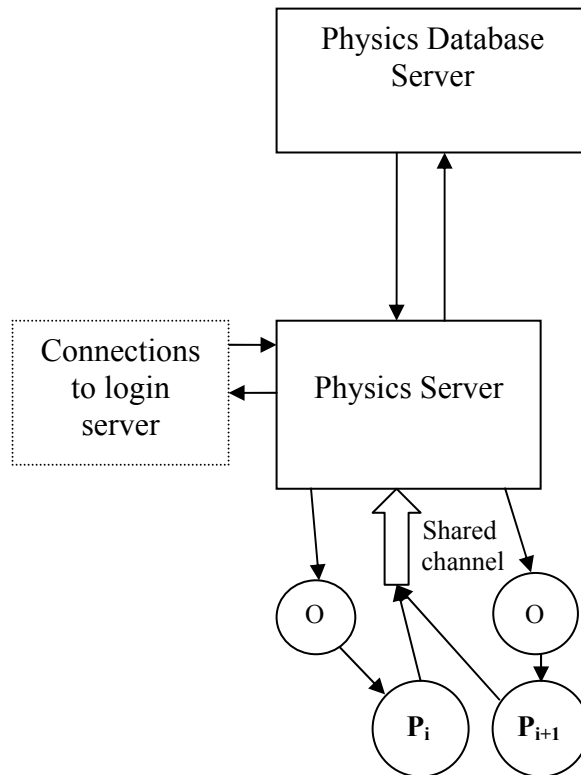 Physics Database
Server
Connections
to login
server
Physics Server
Shared
channel
O
O
Pi
Pi+1